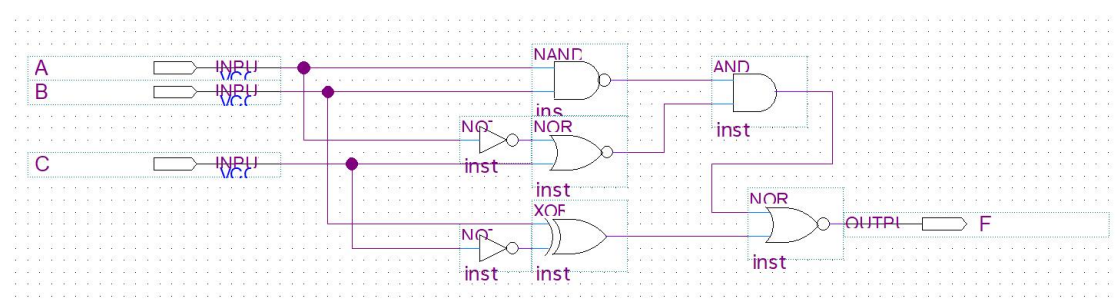 NAND
A INPU
VCC
AND
B INPU
VCC
ins
NOT NOR
inst
C INPU
VCC
inst
inst
NOR
XOR
OUTPU F
NOT
inst
inst
inst